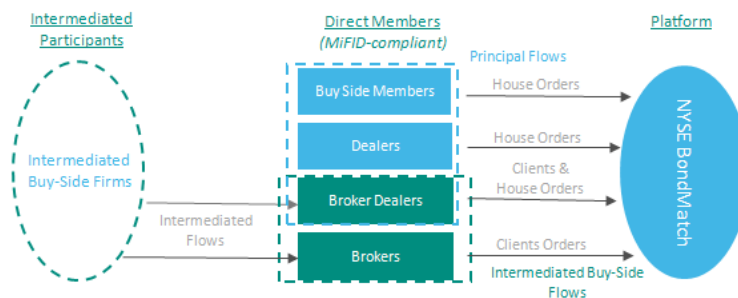 Intermediated
Participants
Direct Members
(MiFID-compliant)
Platform
Principal Flows
Buy Side Members
House Orders
Dealers
House Orders
Intermediated
Buy-Side Firms
Clients &
House Orders
Broker Dealers
Intermediated
Flows
Brokers
Clients Orders
Intermediated Buy-Side
Flows
NYSE BondMatch